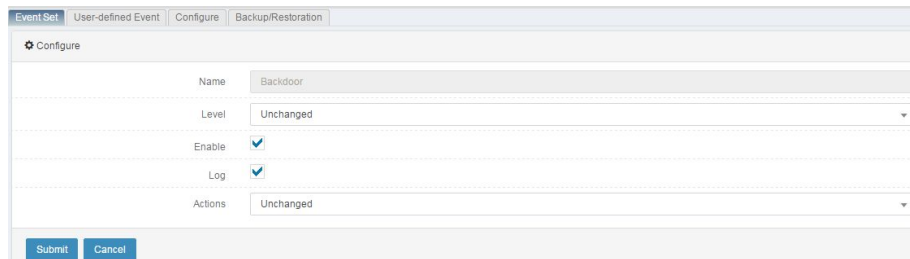 Event Set User-defined Event Configure Backup/Restoration
Configure
Name Backdoor
Level Unchanged
Enable
Log
Actions Unchanged
Submit Cancel